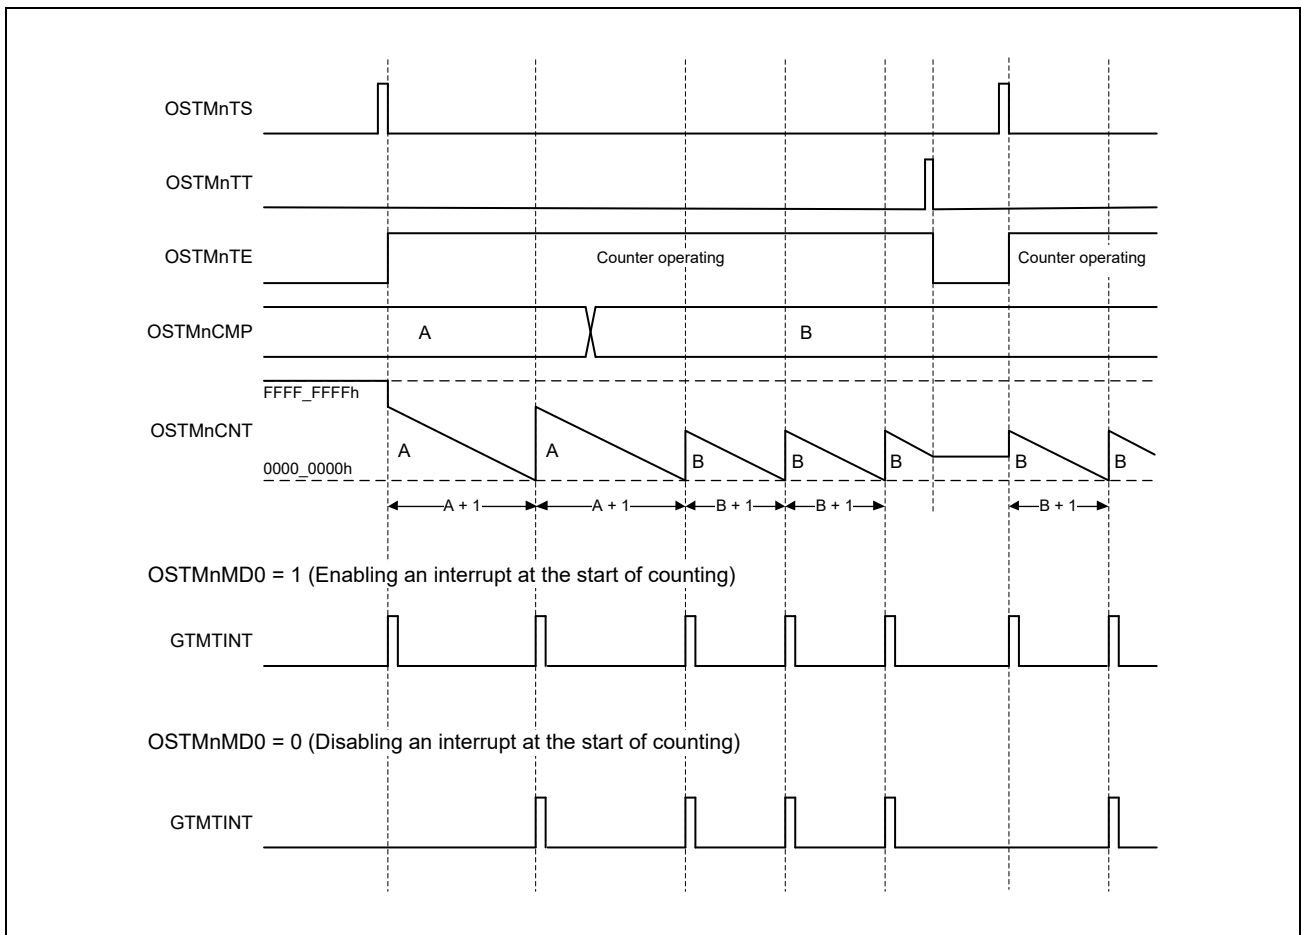 OSTMnTS
OSTMnTT
OSTMnTE
Counter operating
Counter operating
OSTMnCMP
A
B
FFFF_FFFFh
OSTMnCNT
A
A
B
B
B
B
B
0000_0000h
A + 1
A + 1
B + 1
B + 1
B + 1
OSTMnMD0 = 1 (Enabling an interrupt at the start of counting)
GTMTINT
OSTMnMD0 = 0 (Disabling an interrupt at the start of counting)
GTMTINT